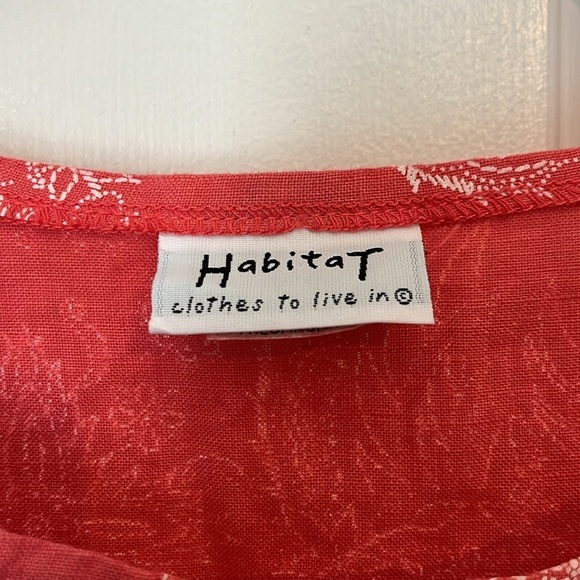 HabitaT
clothes to live in ©